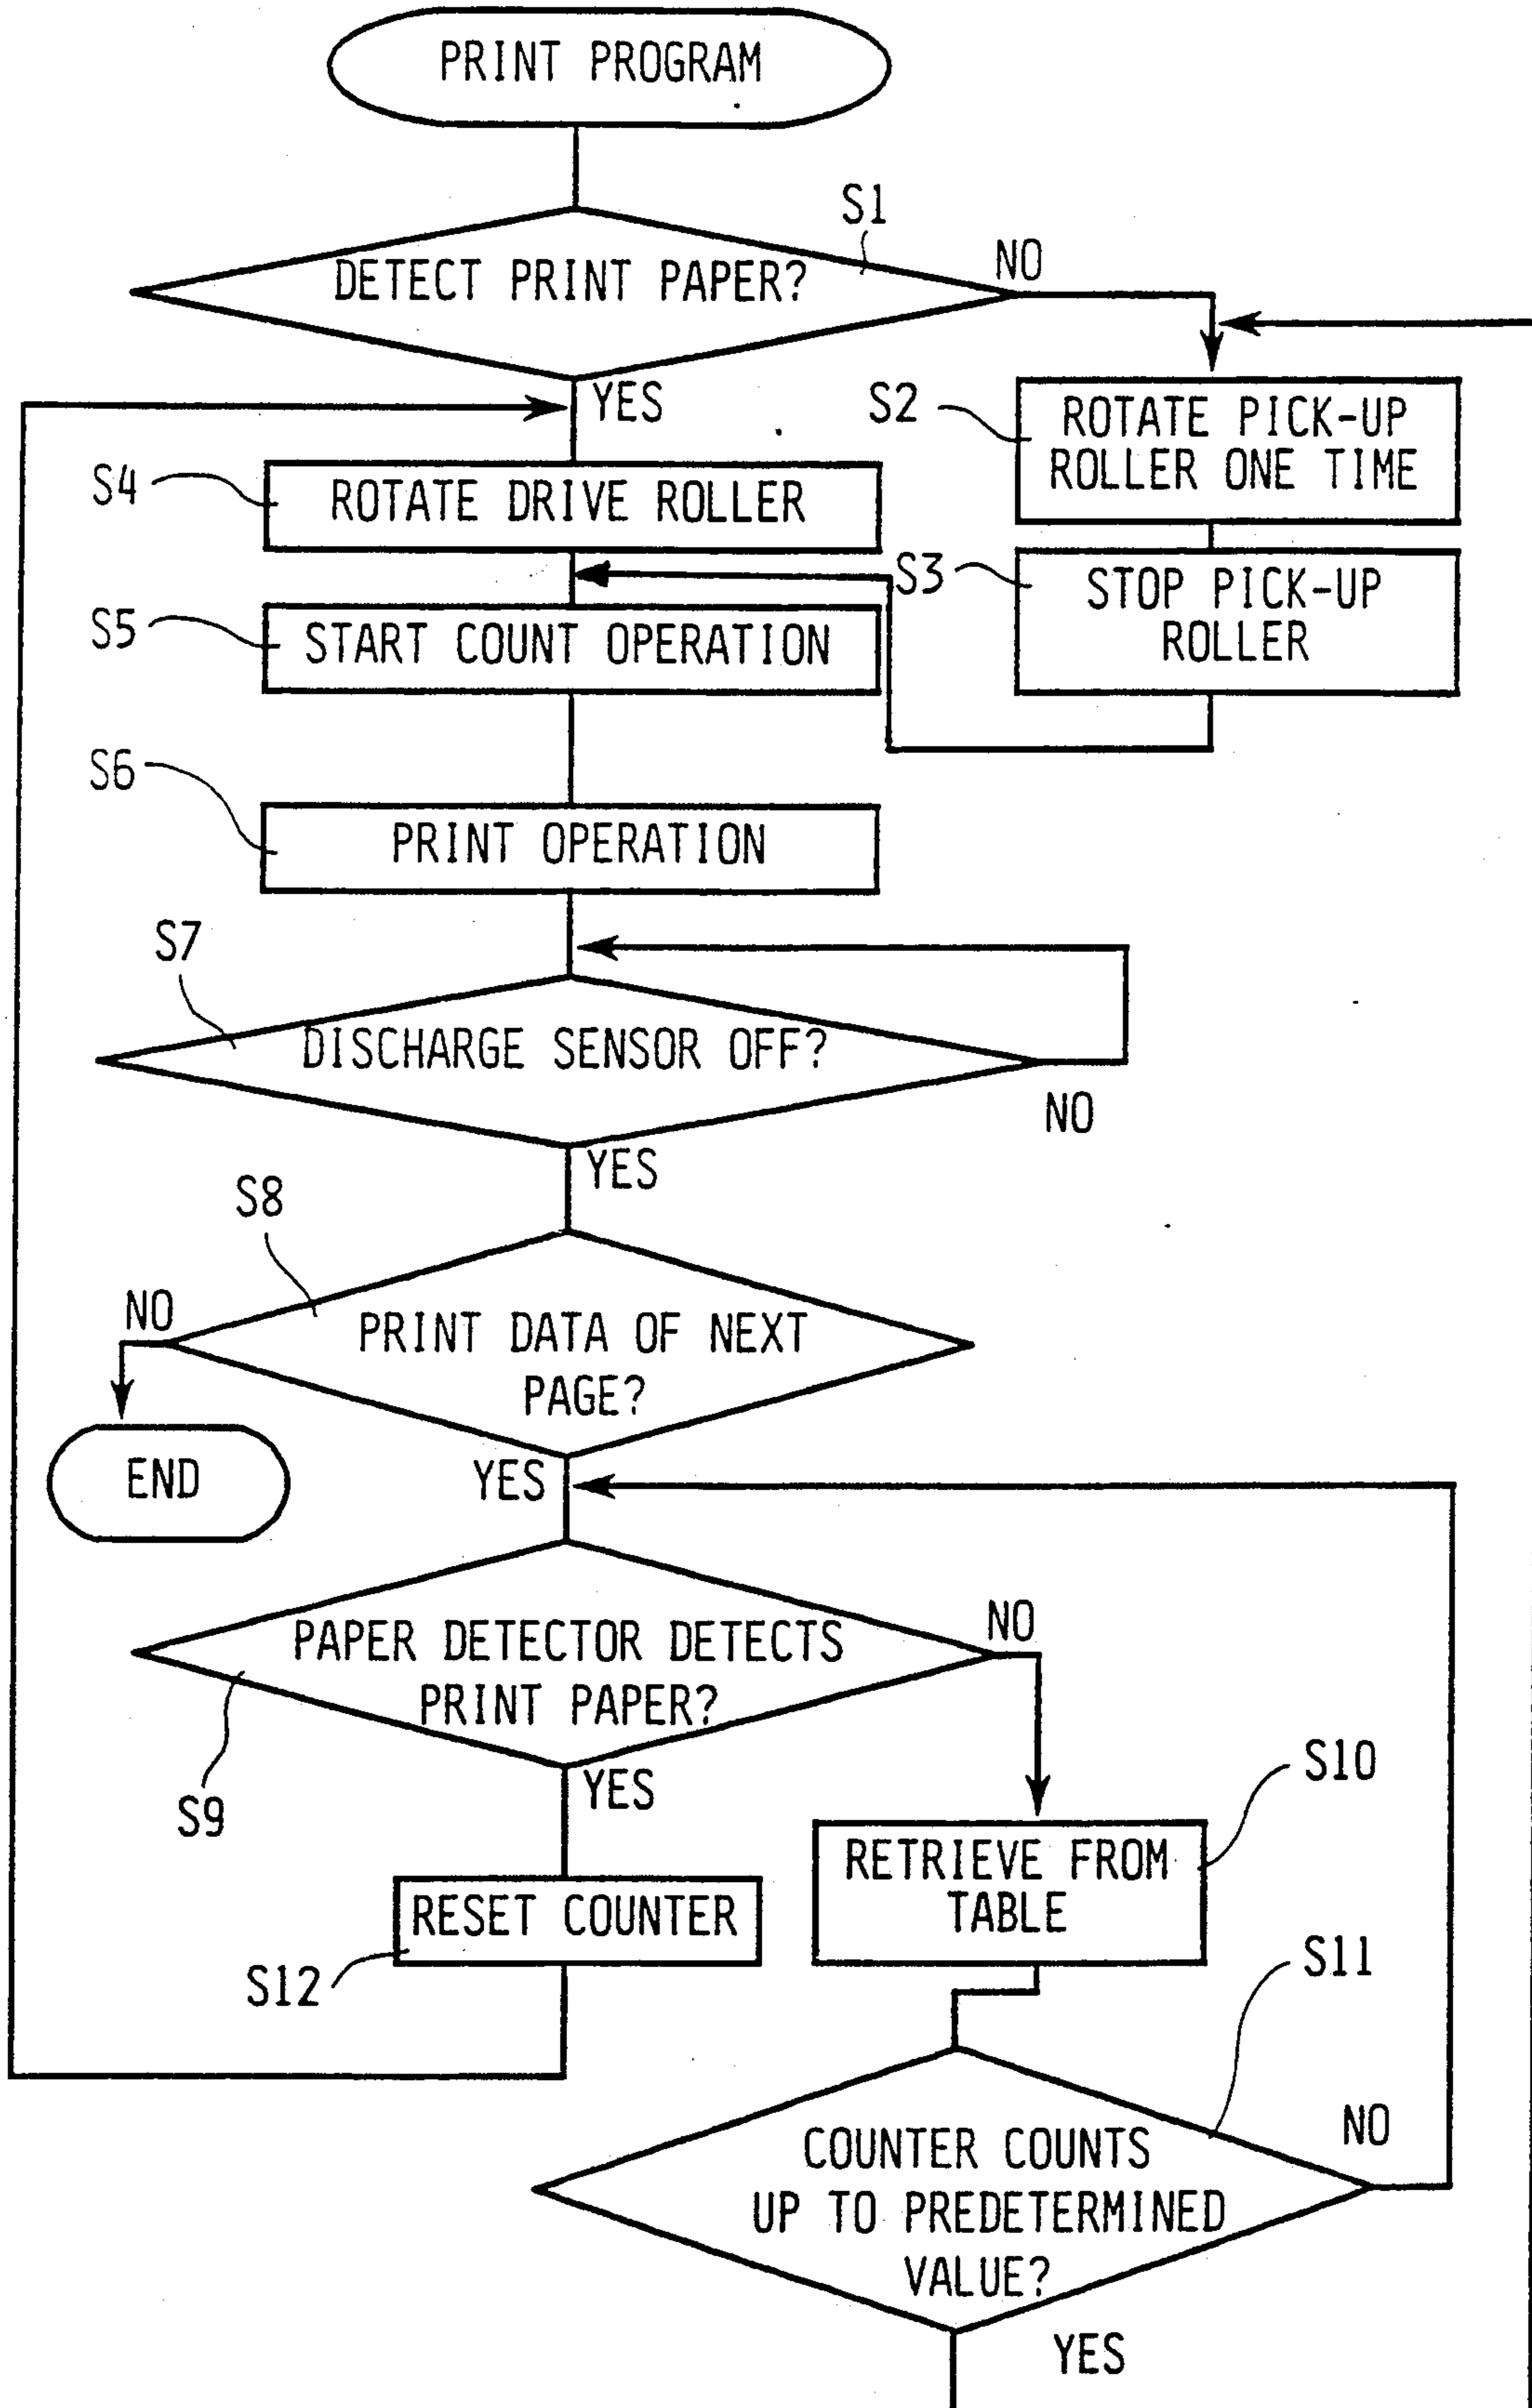 PRINT PROGRAM
S1
DETECT PRINT PAPER?
NO
YES
S2
ROTATE PICK-UP
ROLLER ONE TIME
S4
ROTATE DRIVE ROLLER
S3
STOP PICK-UP
ROLLER
S5
START COUNT OPERATION
S6
PRINT OPERATION
S7
DISCHARGE SENSOR OFF?
NO
YES
S8
NO
PRINT DATA OF NEXT
PAGE?
END
YES
PAPER DETECTOR DETECTS
PRINT PAPER?
NO
S9
YES
S10
RETRIEVE FROM
TABLE
RESET COUNTER
S12
S11
COUNTER COUNTS
UP TO PREDETERMINED
VALUE?
NO
YES